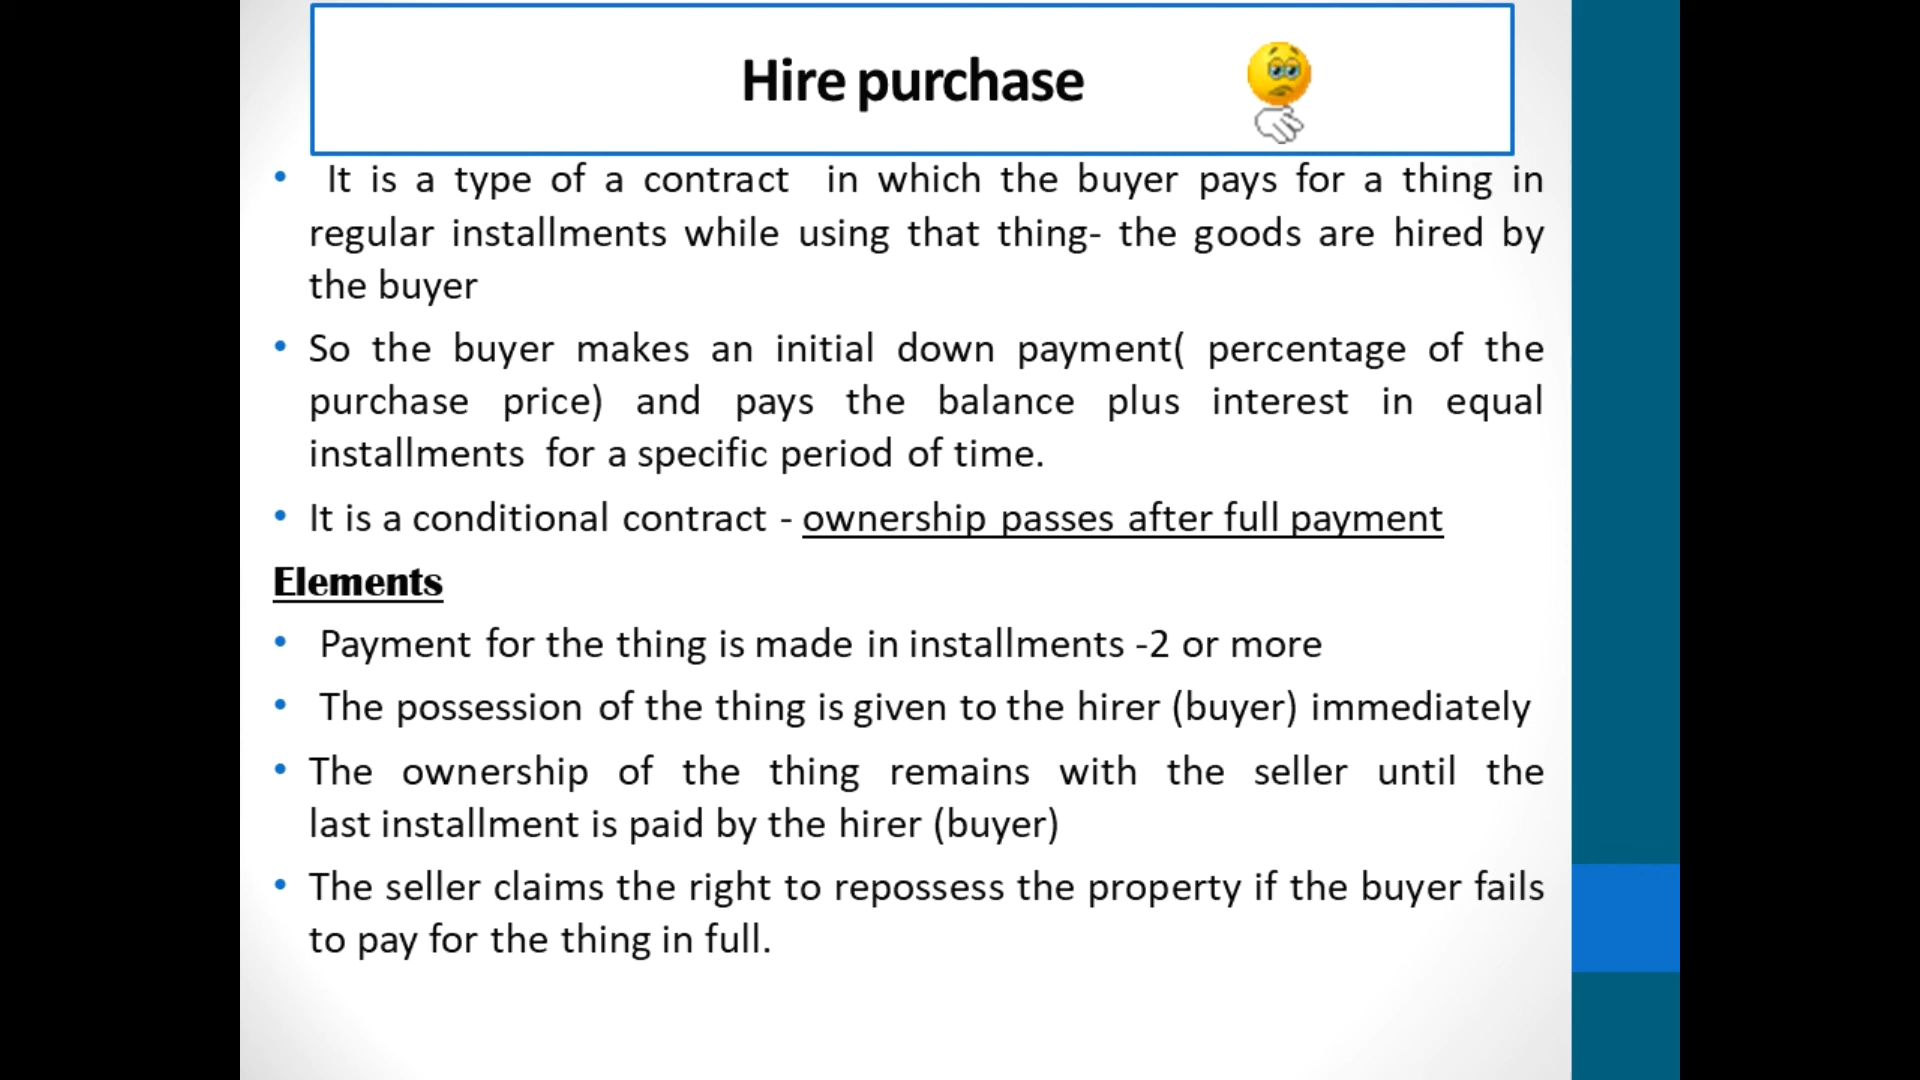 Hire purchase
• It is a type of a contract in which the buyer pays for a thing in
regular installments while using that thing- the goods are hired by
the buyer
• So the buyer makes an initial down payment( percentage of the
purchase price) and pays the balance plus interest in equal
installments for a specific period of time.
• It is a conditional contract - ownership passes after full payment
Elements
• Payment for the thing is made in installments -2 or more
• The possession of the thing is given to the hirer (buyer) immediately
• The ownership of the thing remains with the seller until the
last installment is paid by the hirer (buyer)
• The seller claims the right to repossess the property if the buyer fails
to pay for the thing in full.